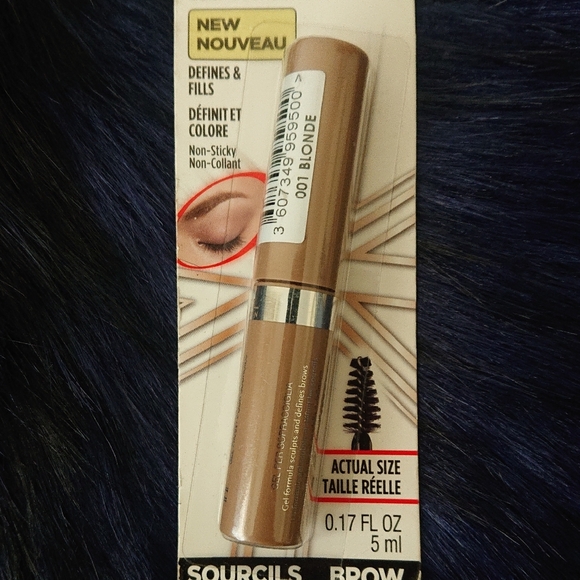 NEW
NOUVEAU
DEFINES &
FILLS
DÉFINIT ET
COLORE
Non-Sticky
Non-Collant
3 607349 959500 >
001 BLONDE
Gel formula sculpts and defines brows
ACTUAL SIZE
TAILLE RÉELLE
0.17 FL OZ
5 ml
SOURCILS BROW